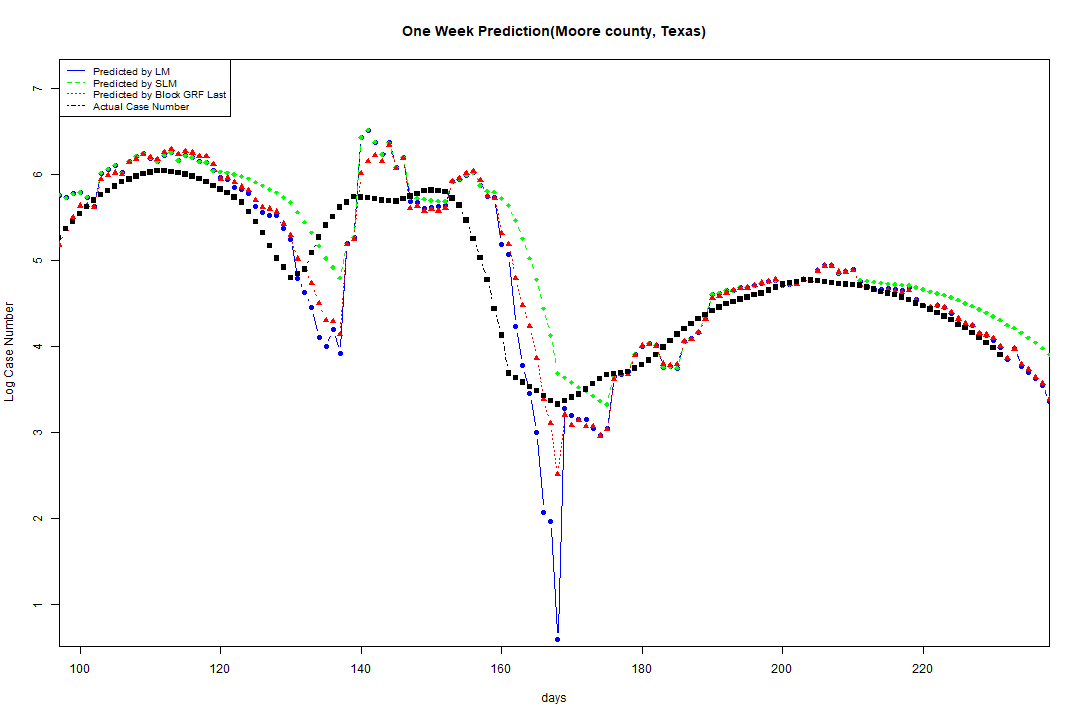 One Week Prediction(Moore county, Texas)
Predicted by LM
Predicted by SLM
Predicted by Block GRF Last
Actual Case Number
7
6
5
4
3
2
1
Log Case Number
100 120 140 160 180 200 220
days